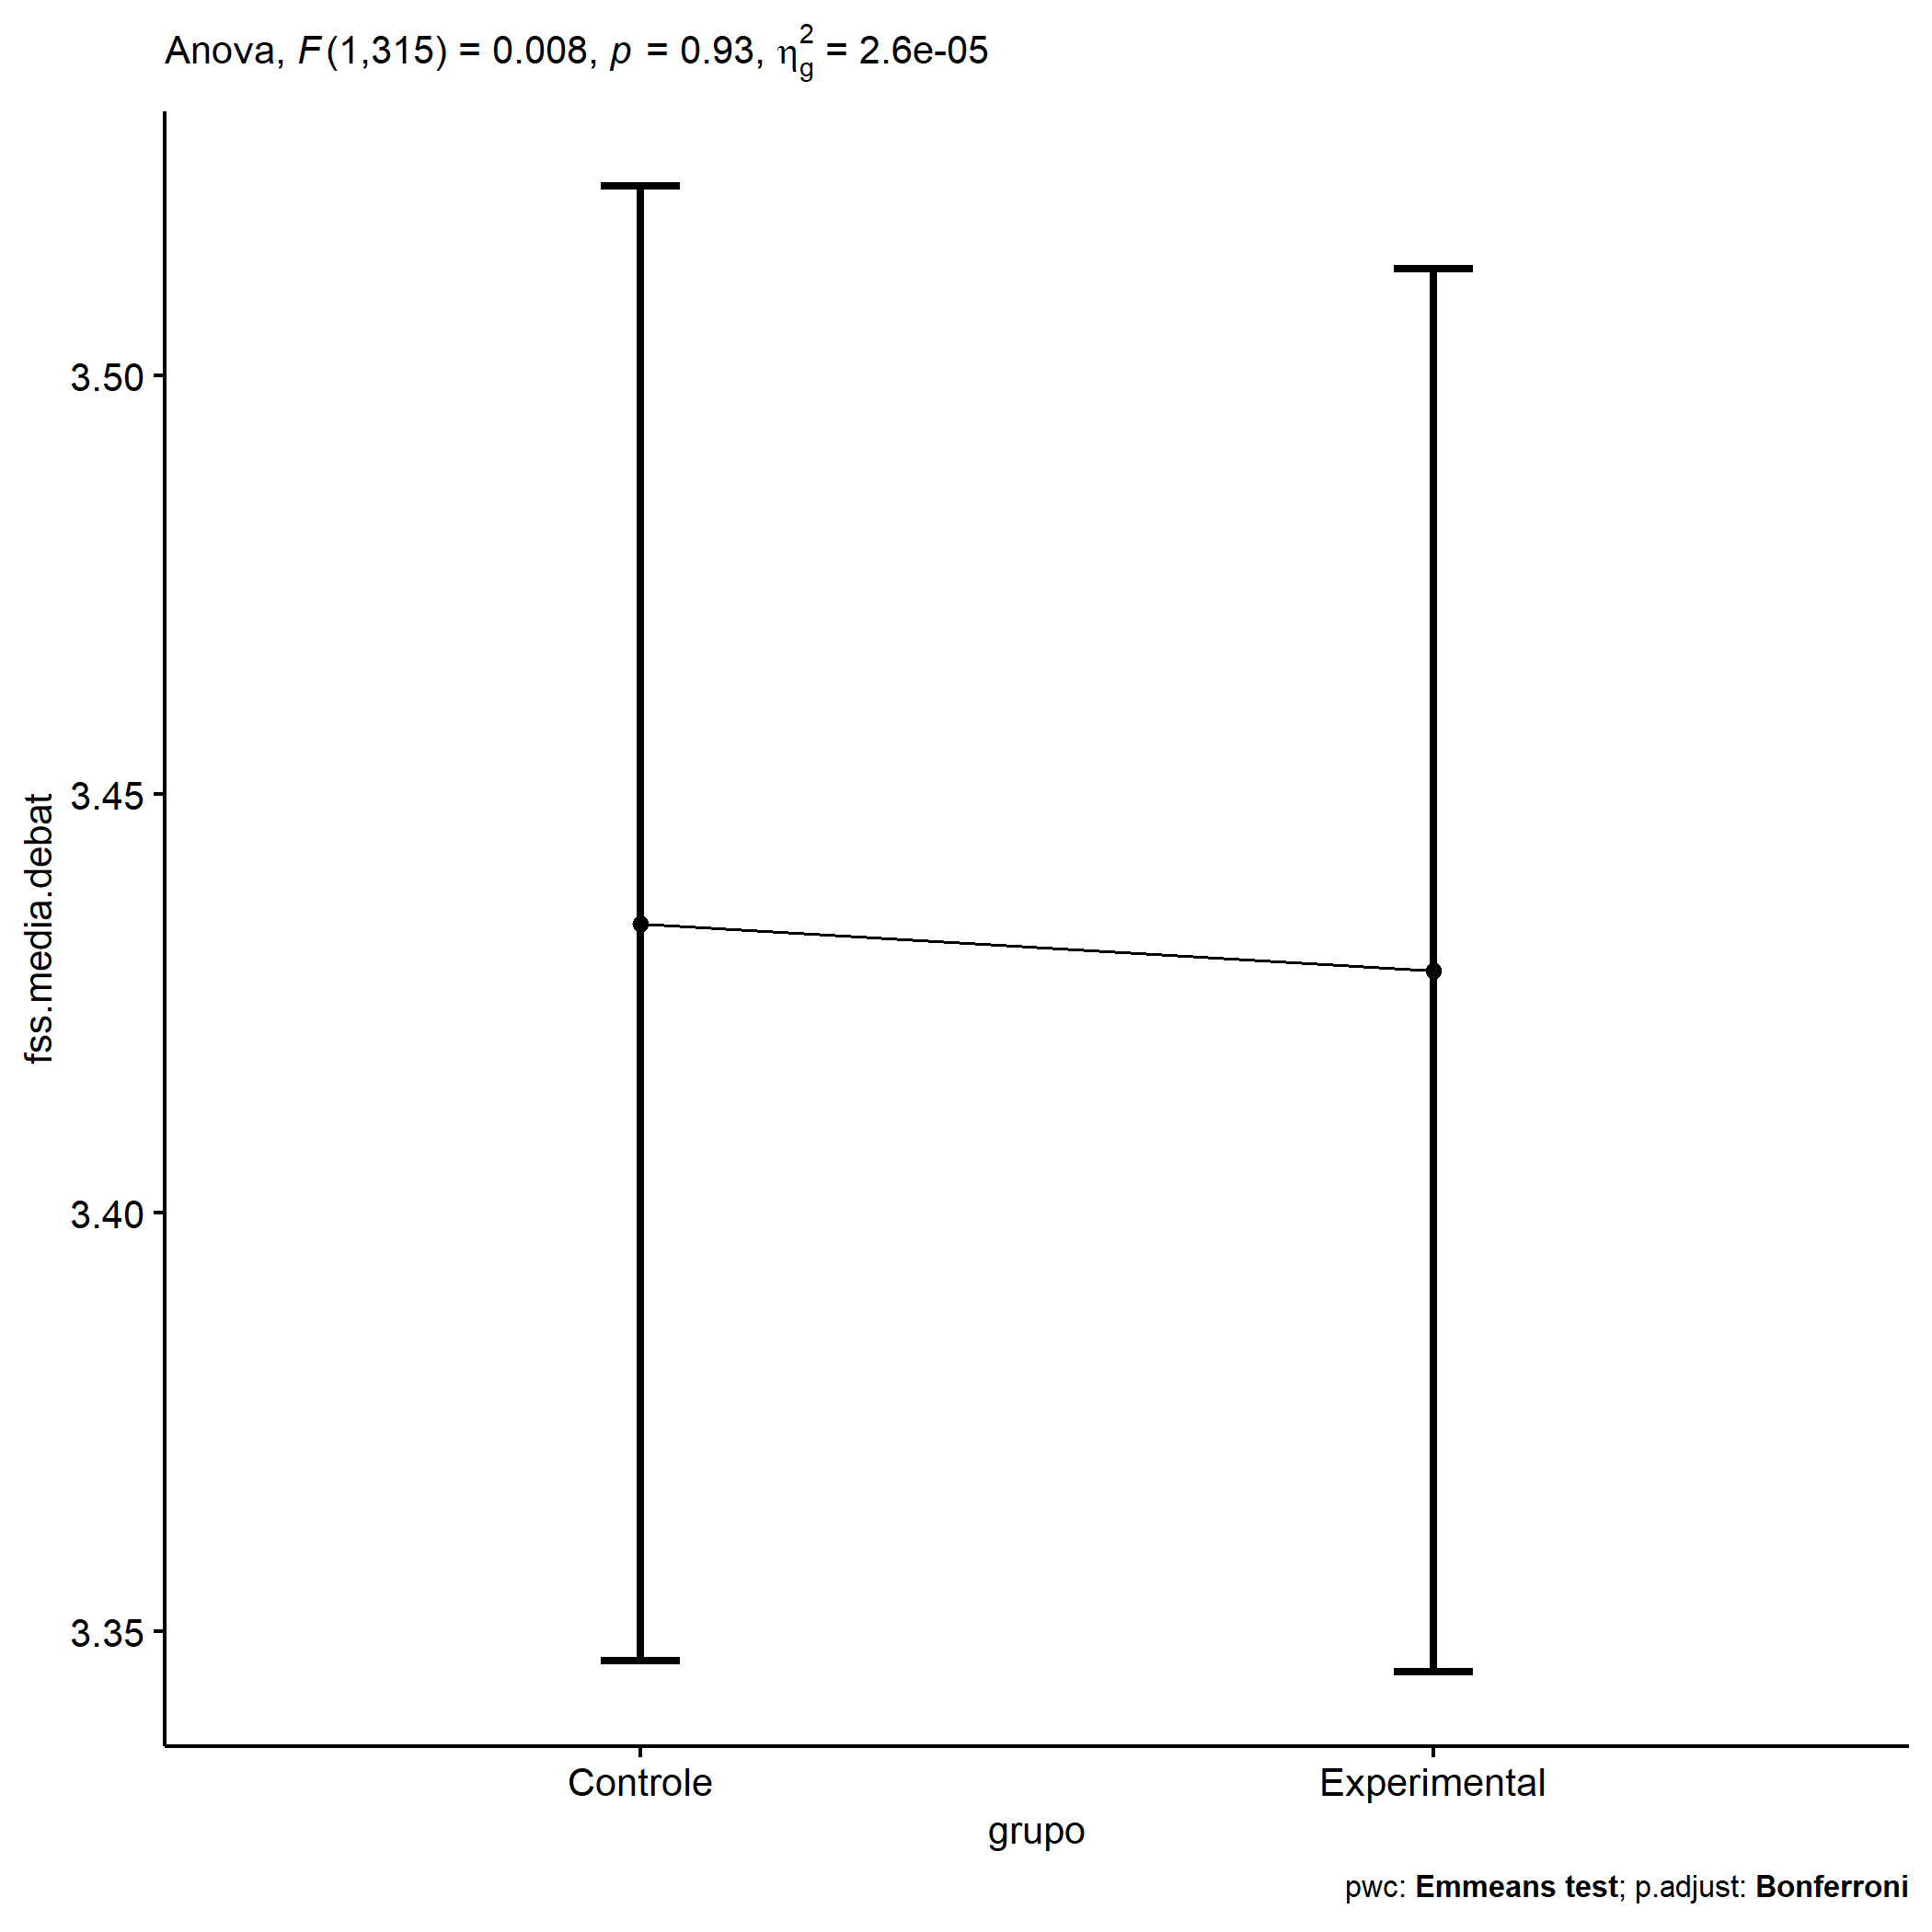 Anova, F(1,315) = 0.008, p = 0.93, η²g = 2.6e-05
3.50
3.45
3.40
3.35
fss.media.debat
Controle
Experimental
grupo
pwc: Emmeans test; p.adjust: Bonferroni